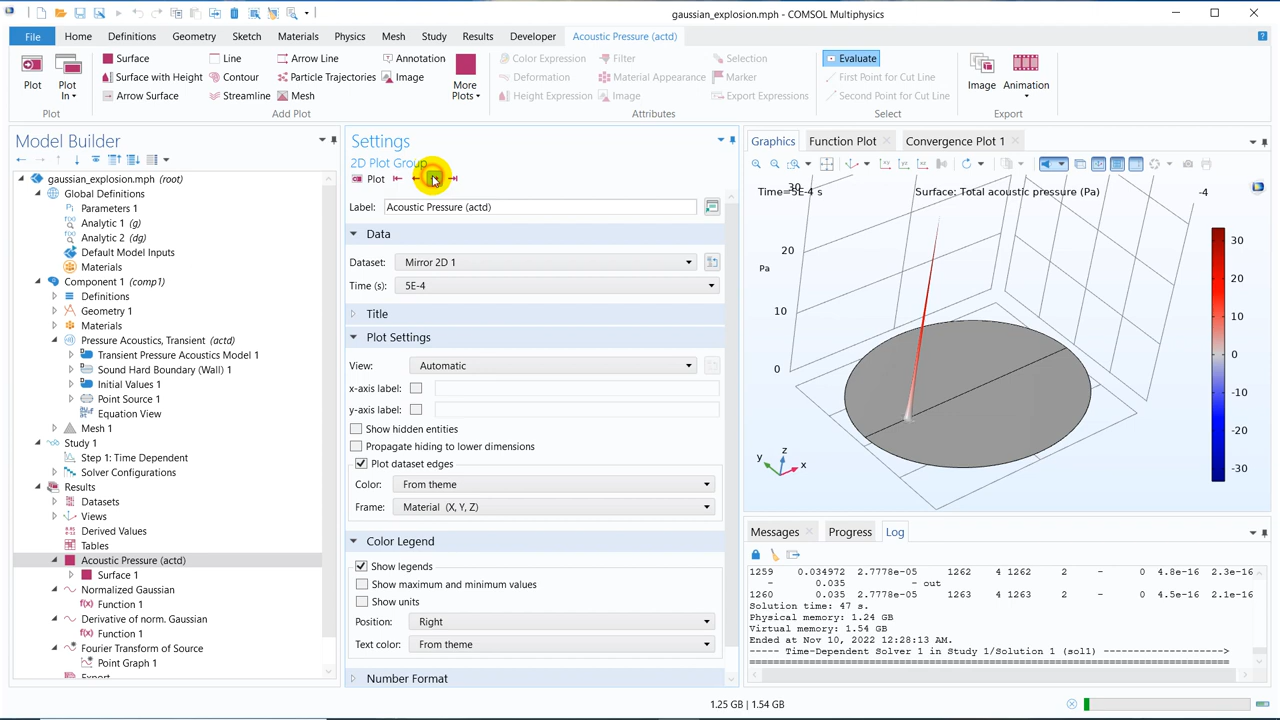 gaussian_explosion.mph - COMSOL Multiphysics
File Home Definitions Geometry Sketch Materials Physics Mesh Study Results Developer Acoustic Pressure (actd)
Surface Line Arrow Line Annotation Color Expression Filter Selection Evaluate
Surface with Height Contour Particle Trajectories Image Deformation Material Appearance Marker First Point for Cut Line
Plot Plot In Arrow Surface Streamline Mesh More Plots Height Expression Image Export Expressions Second Point for Cut Line Image Animation
Plot Add Plot Attributes Select Export
Model Builder
gaussian_explosion.mph (root)
Global Definitions
Parameters 1
Analytic 1 (g)
Analytic 2 (dg)
Default Model Inputs
Materials
Component 1 (comp1)
Definitions
Geometry 1
Materials
Pressure Acoustics, Transient (actd)
Transient Pressure Acoustics Model 1
Sound Hard Boundary (Wall) 1
Initial Values 1
Point Source 1
Equation View
Mesh 1
Study 1
Step 1: Time Dependent
Solver Configurations
Results
Datasets
Views
Derived Values
Tables
Acoustic Pressure (actd)
Surface 1
Normalized Gaussian
Function 1
Derivative of norm. Gaussian
Function 1
Fourier Transform of Source
Point Graph 1
Export
Settings
2D Plot Group
Plot
Label: Acoustic Pressure (actd)
Data
Dataset: Mirror 2D 1
Time (s): 5E-4
Title
Plot Settings
View: Automatic
x-axis label:
y-axis label:
Show hidden entities
Propagate hiding to lower dimensions
Plot dataset edges
Color: From theme
Frame: Material (X, Y, Z)
Color Legend
Show legends
Show maximum and minimum values
Show units
Position: Right
Text color: From theme
Number Format
Graphics Function Plot Convergence Plot 1
Time=5E-4 s Surface: Total acoustic pressure (Pa) -4
30
20
Pa
10
0
30
20
10
0
-10
-20
-30
y z x
Messages Progress Log
1259 0.034972 2.7778e-05 1262 4 1262 2 - 0 4.8e-16 2.3e-16
- 0.035 - out
1260 0.035 2.7778e-05 1263 4 1263 2 - 0 4.5e-16 2.1e-16
Solution time: 47 s.
Physical memory: 1.24 GB
Virtual memory: 1.54 GB
Ended at Nov 10, 2022 12:28:13 AM.
----- Time-Dependent Solver 1 in Study 1/Solution 1 (sol1) -------------------->
1.25 GB | 1.54 GB